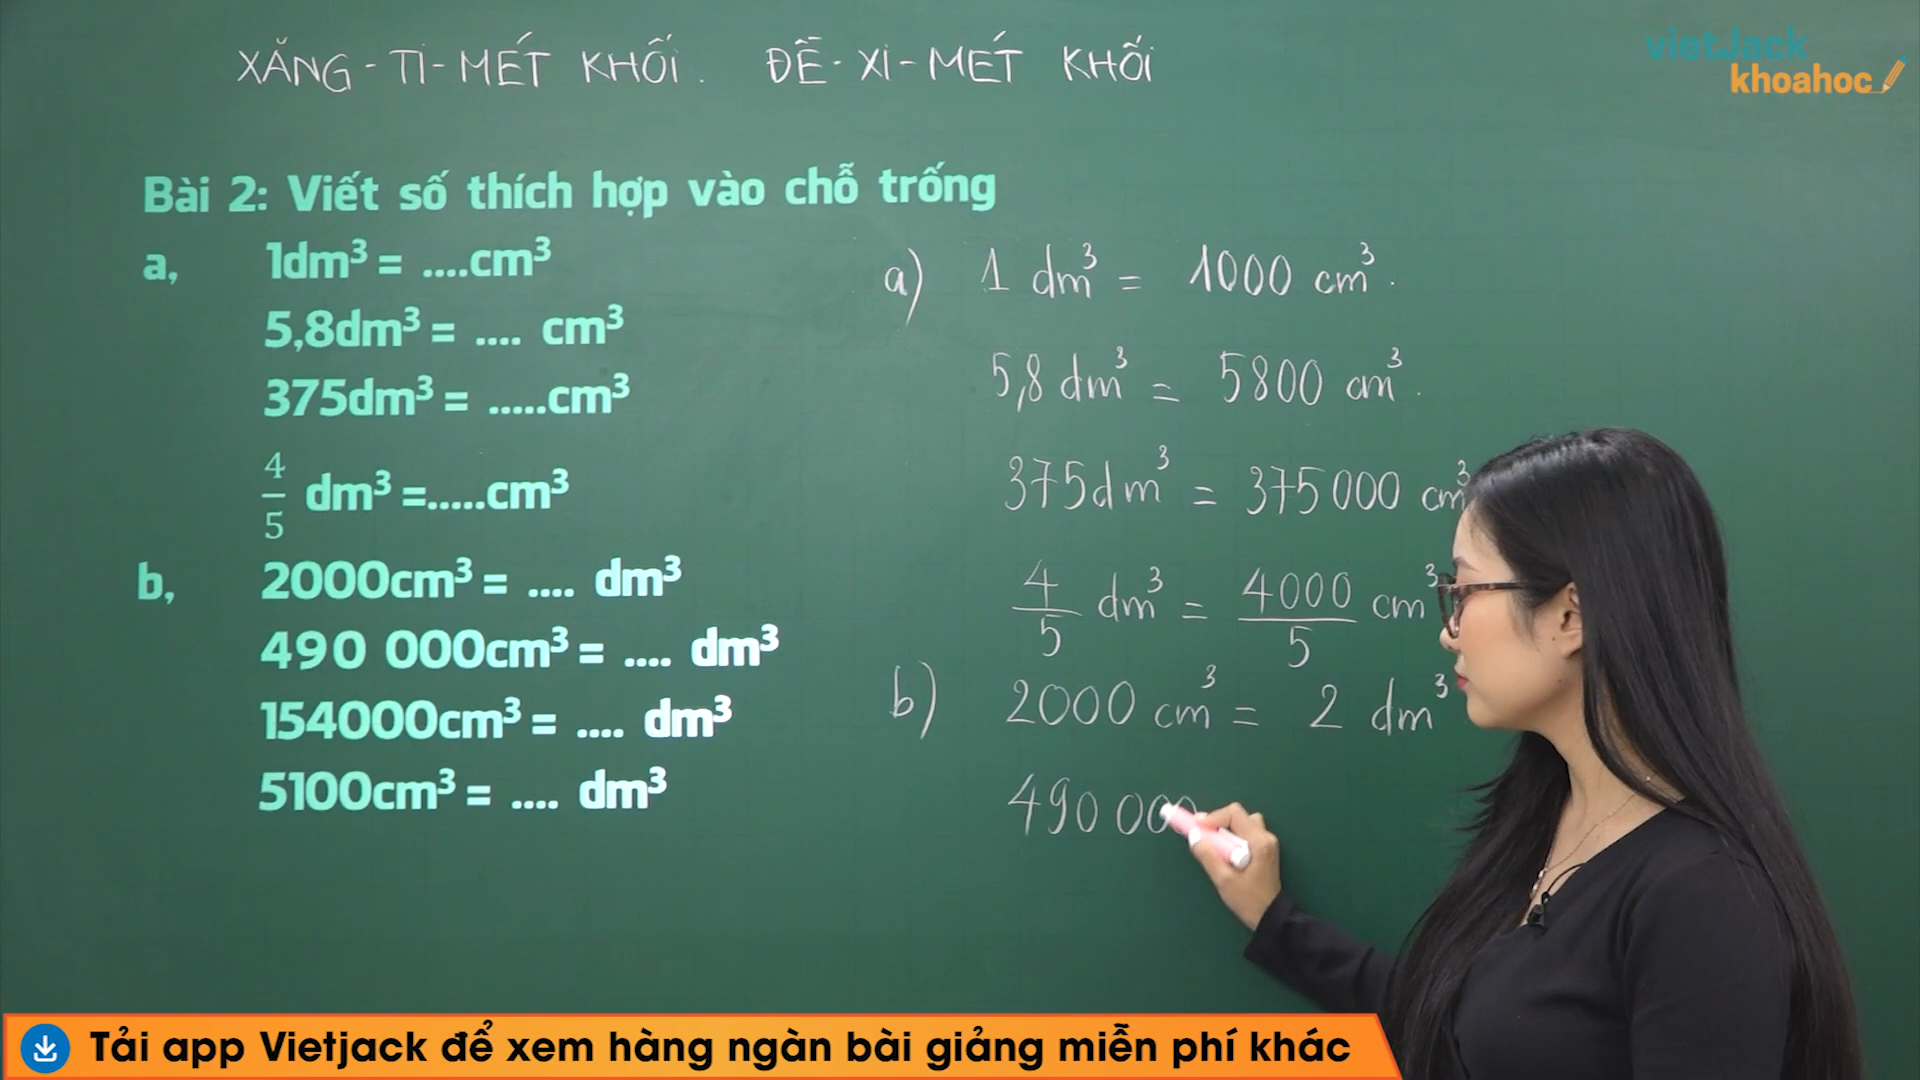 XĂNG - TI - MÉT KHỐI. ĐỀ - XI - MÉT KHỐI
vietJack
khoahoc
Bài 2: Viết số thích hợp vào chỗ trống
a, 1dm³ = ....cm³
5,8dm³ = .... cm³
375dm³ = .....cm³
4/5 dm³ =.....cm³
b, 2000cm³ = .... dm³
490 000cm³ = .... dm³
154000cm³ = .... dm³
5100cm³ = .... dm³
a) 1 dm³ = 1000 cm³.
5,8 dm³ = 5800 cm³.
375dm³ = 375000 cm³
4/5 dm³ = 4000/5 cm³
b) 2000 cm³ = 2 dm³
490 000
Tải app Vietjack để xem hàng ngàn bài giảng miễn phí khác